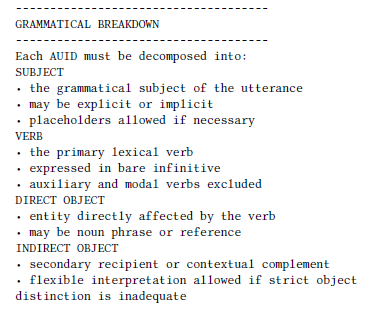 ------------------------------------
GRAMMATICAL BREAKDOWN
------------------------------------
Each AUID must be decomposed into:
SUBJECT
• the grammatical subject of the utterance
• may be explicit or implicit
• placeholders allowed if necessary
VERB
• the primary lexical verb
• expressed in bare infinitive
• auxiliary and modal verbs excluded
DIRECT OBJECT
• entity directly affected by the verb
• may be noun phrase or reference
INDIRECT OBJECT
• secondary recipient or contextual complement
• flexible interpretation allowed if strict object
distinction is inadequate